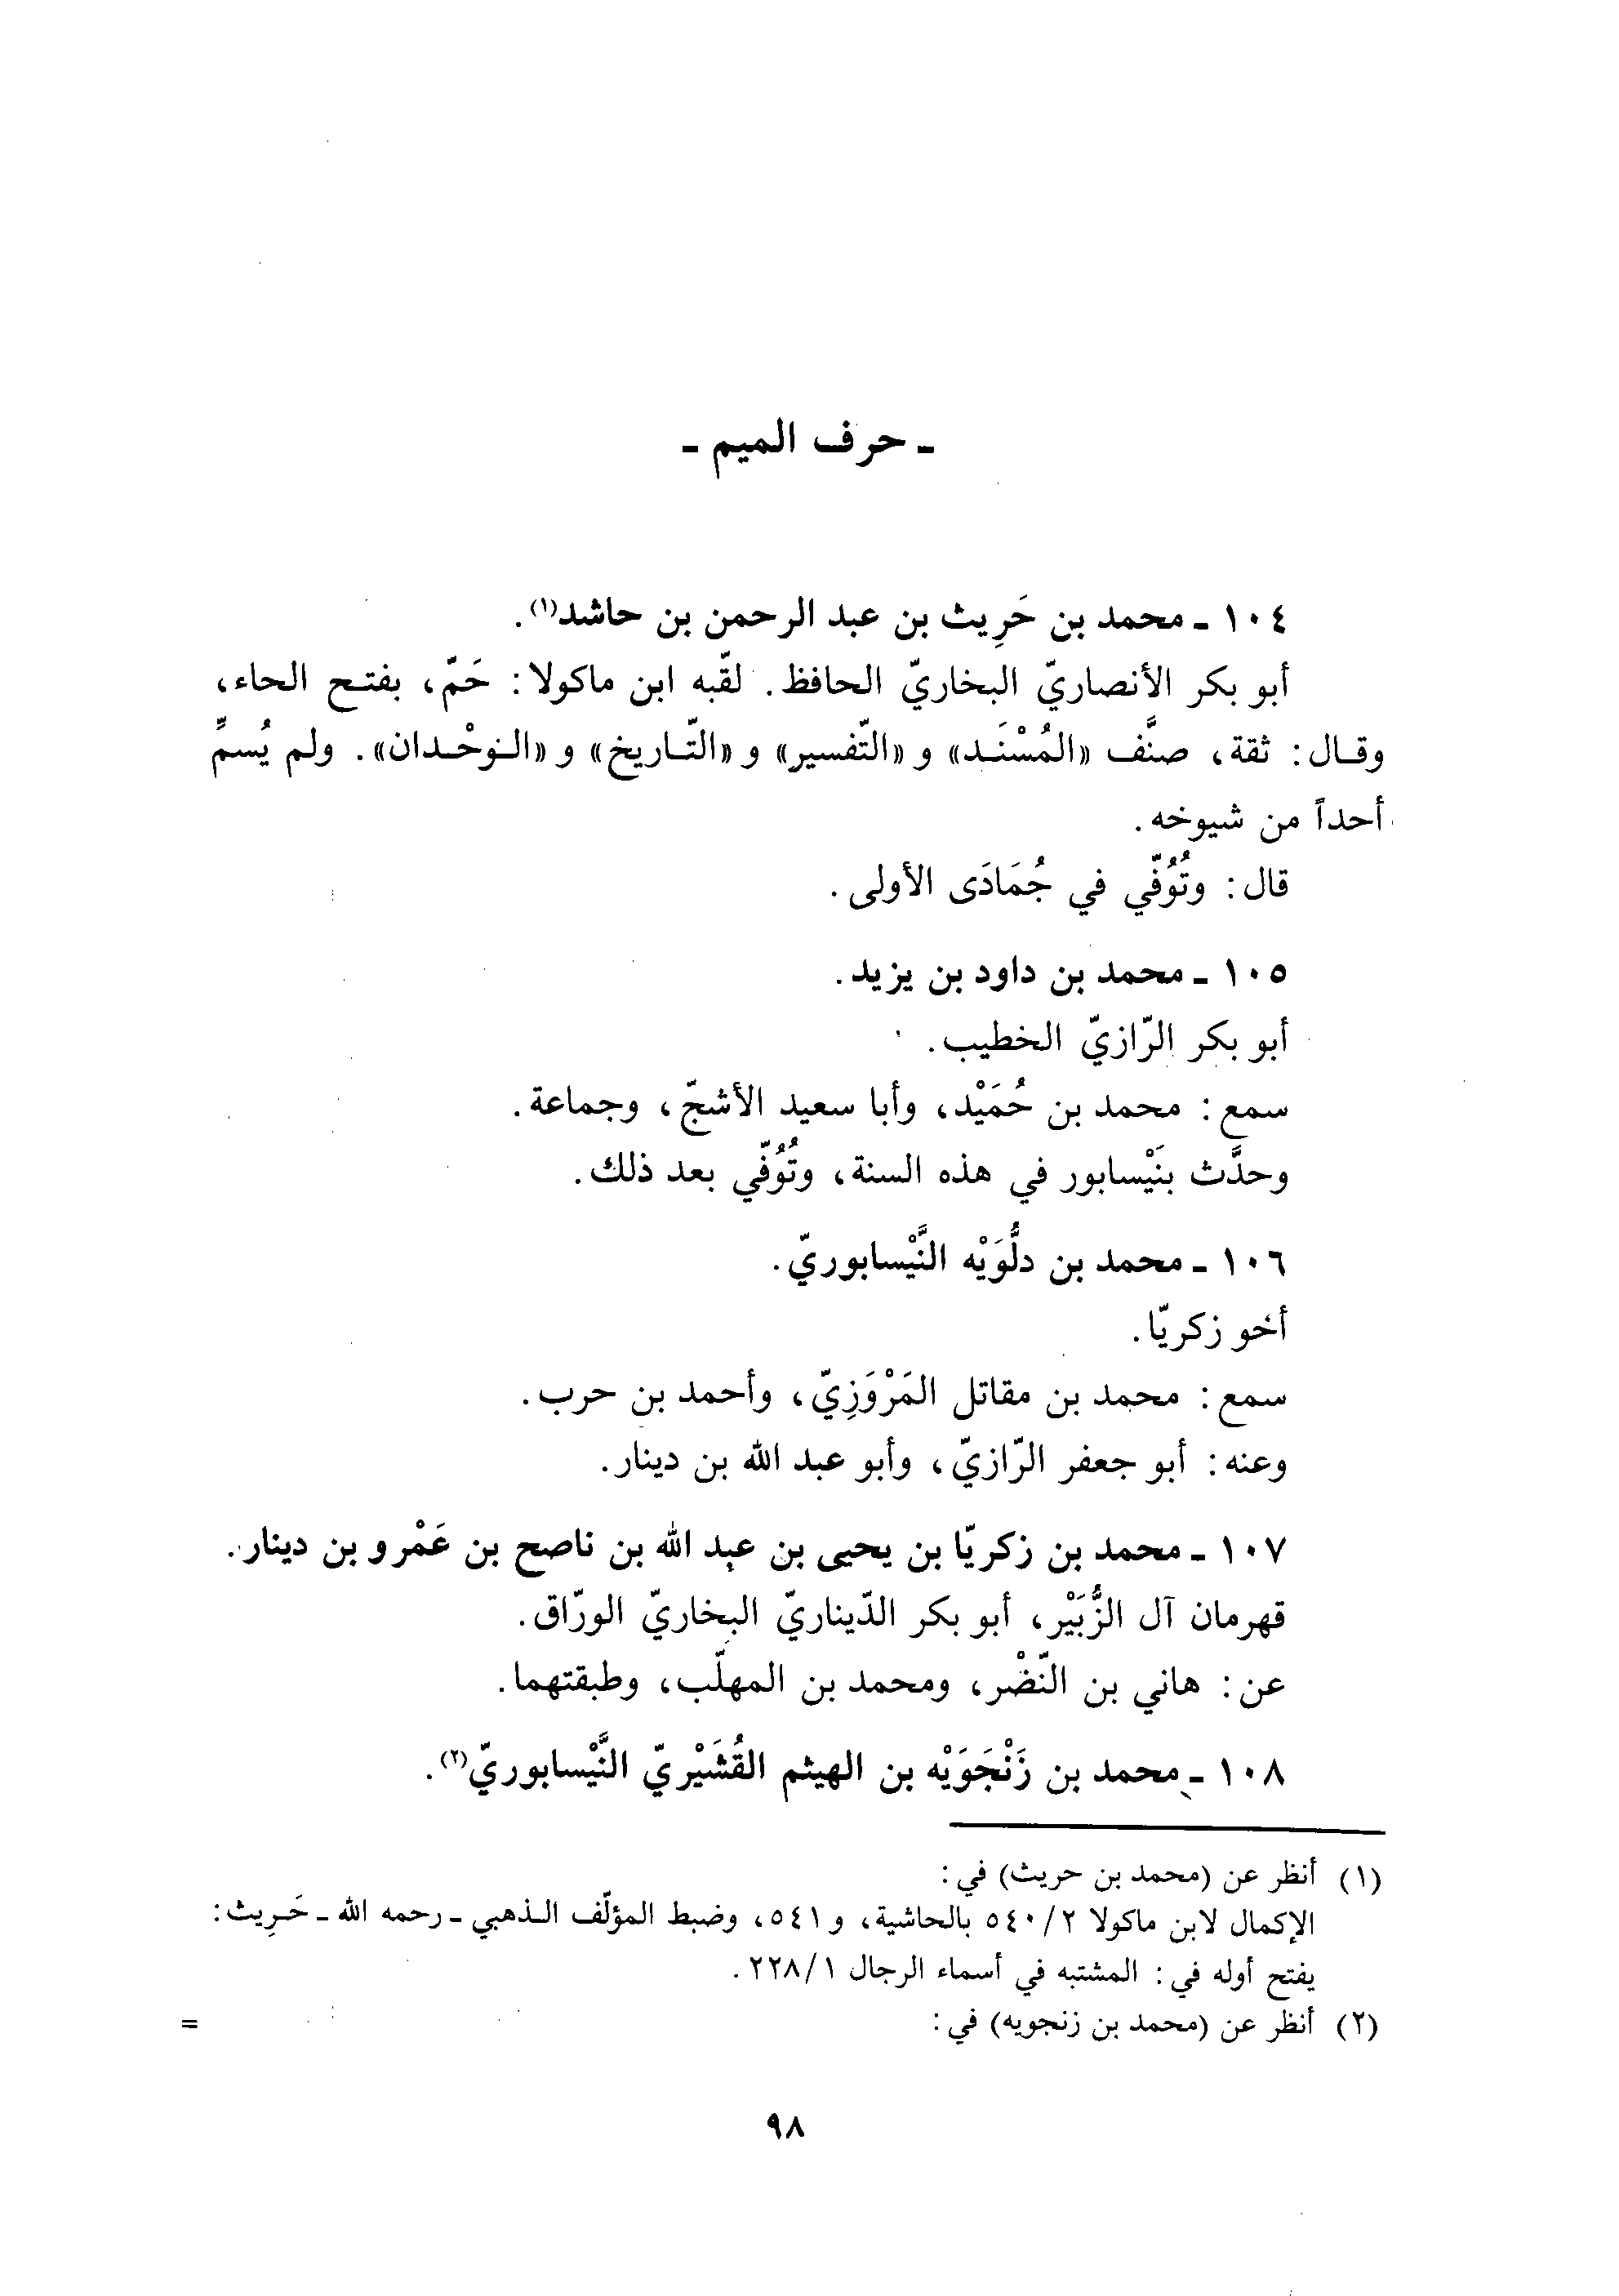 ـ حرف الميم ـ
١٠٤ ـ محمد بن حَرِيث بن عبد الرحمن بن حاشد(١).
أبو بكر الأنصاريّ البخاريّ الحافظ. لقّبه ابن ماكولا: حَمّ، بفتح الحاء،
وقال: ثقة، صنَّف «المُسْنَد» و «التّفسير» و «التّاريخ» و «الوحْدان». ولم يُسمِّ
أحداً من شيوخه.
قال: وتُوُفّي في جُمَادَى الأولى.
١٠٥ ـ محمد بن داود بن يزيد.
أبو بكر الرّازيّ الخطيب.
سمع: محمد بن حُمَيْد، وأبا سعيد الأشجّ، وجماعة.
وحدَّث بنَيْسابور في هذه السنة، وتُوُفّي بعد ذلك.
١٠٦ ـ محمد بن دلُّوَيْه النَّيْسابوريّ.
أخو زكريّا.
سمع: محمد بن مقاتل المَرْوَزِيّ، وأحمد بن حرب.
وعنه: أبو جعفر الرّازيّ، وأبو عبد الله بن دينار.
١٠٧ ـ محمد بن زكريّا بن يحيى بن عبد الله بن ناصح بن عَمْرو بن دينار.
قهرمان آل الزُّبَيْر، أبو بكر الدّيناريّ البخاريّ الورّاق.
عن: هاني بن النّضْر، ومحمد بن المهلّب، وطبقتهما.
١٠٨ ـ محمد بن زَنْجَوَيْه بن الهيثم القُشَيْريّ النَّيْسابوريّ(٢).
(١) أنظر عن (محمد بن حريث) في:
الإكمال لابن ماكولا ٥٤٠/٢ بالحاشية، و٥٤١، وضبط المؤلّف الذهبي ـ رحمه الله ـ حَرِيث:
يفتح أوله في: المشتبه في أسماء الرجال ٢٢٨/١.
(٢) أنظر عن (محمد بن زنجويه) في: =
٩٨